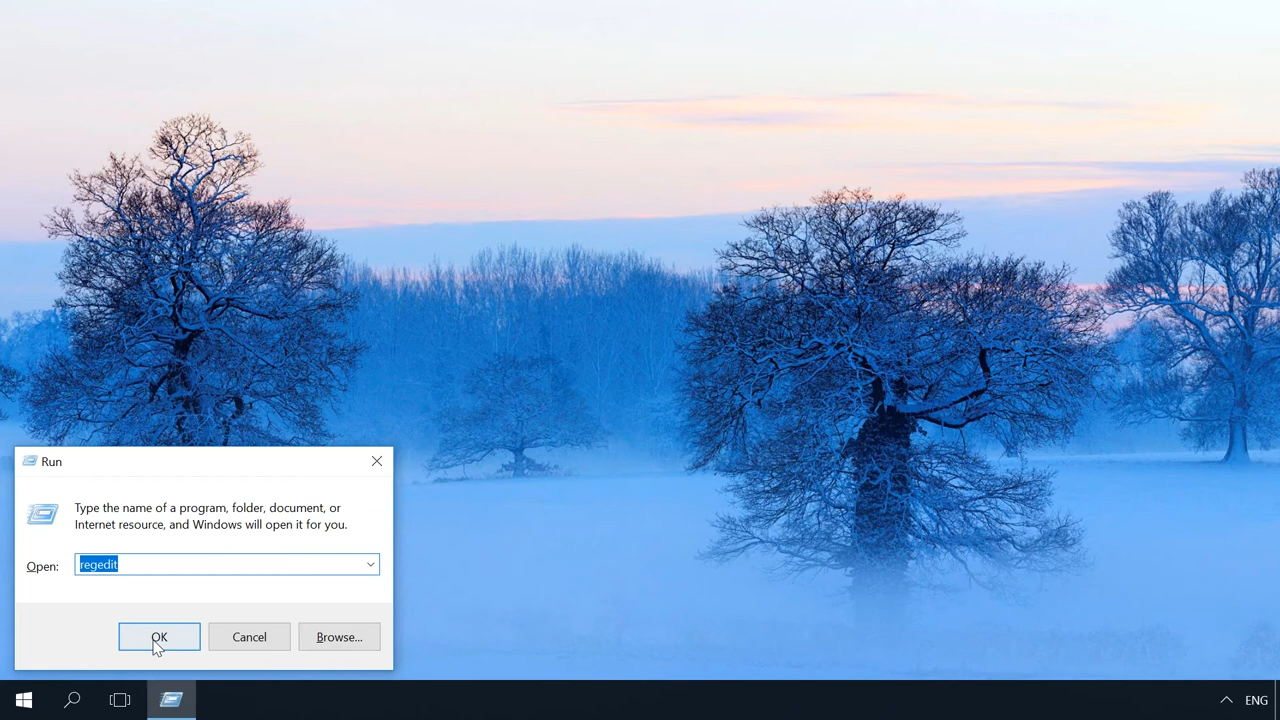 Run
Type the name of a program, folder, document, or
Internet resource, and Windows will open it for you.
Open: regedit
OK Cancel Browse...
ENG